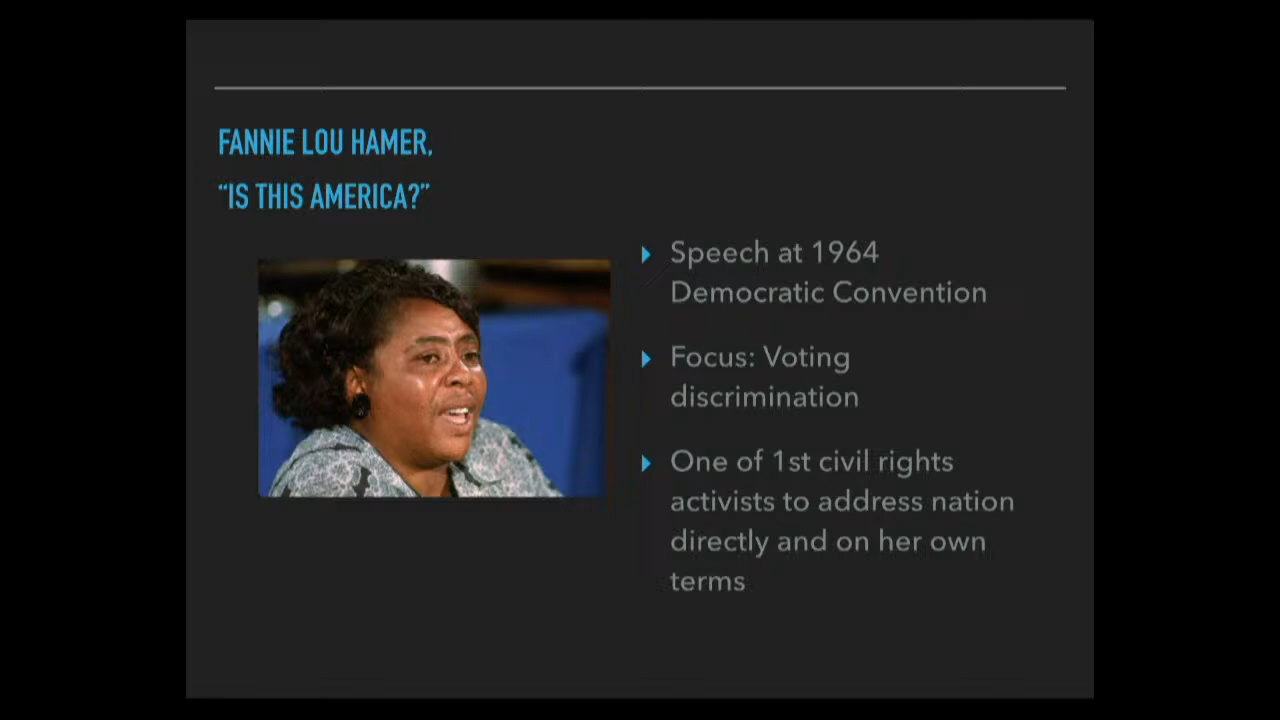 FANNIE LOU HAMER,
“IS THIS AMERICA?”
Speech at 1964
Democratic Convention
Focus: Voting
discrimination
One of 1st civil rights
activists to address nation
directly and on her own
terms